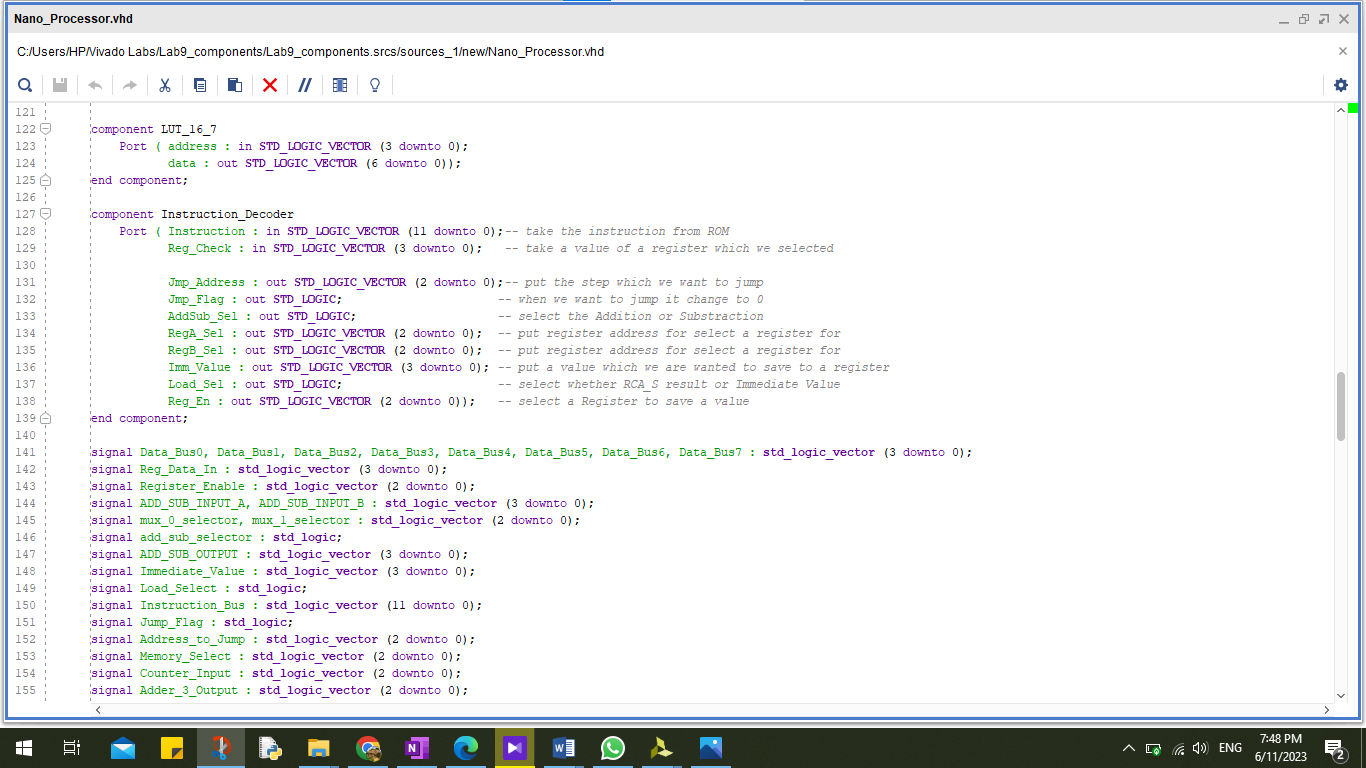 Nano_Processor.vhd
C:/Users/HP/Vivado Labs/Lab9_components/Lab9_components.srcs/sources_1/new/Nano_Processor.vhd
121
122 component LUT_16_7
123 Port ( address : in STD_LOGIC_VECTOR (3 downto 0);
124 data : out STD_LOGIC_VECTOR (6 downto 0));
125 end component;
126
127 component Instruction_Decoder
128 Port ( Instruction : in STD_LOGIC_VECTOR (11 downto 0);-- take the instruction from ROM
129 Reg_Check : in STD_LOGIC_VECTOR (3 downto 0); -- take a value of a register which we selected
130
131 Jmp_Address : out STD_LOGIC_VECTOR (2 downto 0);-- put the step which we want to jump
132 Jmp_Flag : out STD_LOGIC; -- when we want to jump it change to 0
133 AddSub_Sel : out STD_LOGIC; -- select the Addition or Substraction
134 RegA_Sel : out STD_LOGIC_VECTOR (2 downto 0); -- put register address for select a register for
135 RegB_Sel : out STD_LOGIC_VECTOR (2 downto 0); -- put register address for select a register for
136 Imm_Value : out STD_LOGIC_VECTOR (3 downto 0); -- put a value which we are wanted to save to a register
137 Load_Sel : out STD_LOGIC; -- select whether RCA_S result or Immediate Value
138 Reg_En : out STD_LOGIC_VECTOR (2 downto 0)); -- select a Register to save a value
139 end component;
140
141 signal Data_Bus0, Data_Bus1, Data_Bus2, Data_Bus3, Data_Bus4, Data_Bus5, Data_Bus6, Data_Bus7 : std_logic_vector (3 downto 0);
142 signal Reg_Data_In : std_logic_vector (3 downto 0);
143 signal Register_Enable : std_logic_vector (2 downto 0);
144 signal ADD_SUB_INPUT_A, ADD_SUB_INPUT_B : std_logic_vector (3 downto 0);
145 signal mux_0_selector, mux_1_selector : std_logic_vector (2 downto 0);
146 signal add_sub_selector : std_logic;
147 signal ADD_SUB_OUTPUT : std_logic_vector (3 downto 0);
148 signal Immediate_Value : std_logic_vector (3 downto 0);
149 signal Load_Select : std_logic;
150 signal Instruction_Bus : std_logic_vector (11 downto 0);
151 signal Jump_Flag : std_logic;
152 signal Address_to_Jump : std_logic_vector (2 downto 0);
153 signal Memory_Select : std_logic_vector (2 downto 0);
154 signal Counter_Input : std_logic_vector (2 downto 0);
155 signal Adder_3_Output : std_logic_vector (2 downto 0);
ENG
7:48 PM
6/11/2023
2